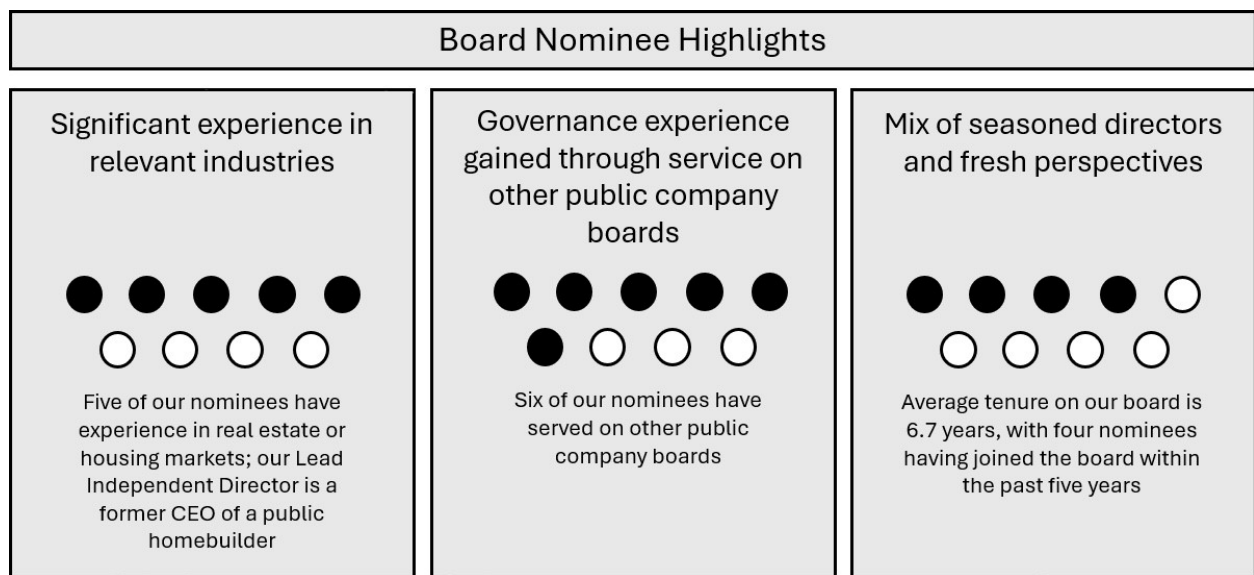 Board Nominee Highlights
Significant experience in
relevant industries
Five of our nominees have
experience in real estate or
housing markets; our Lead
Independent Director is a
former CEO of a public
homebuilder
Governance experience
gained through service on
other public company
boards
Six of our nominees have
served on other public
company boards
Mix of seasoned directors
and fresh perspectives
Average tenure on our board is
6.7 years, with four nominees
having joined the board within
the past five years